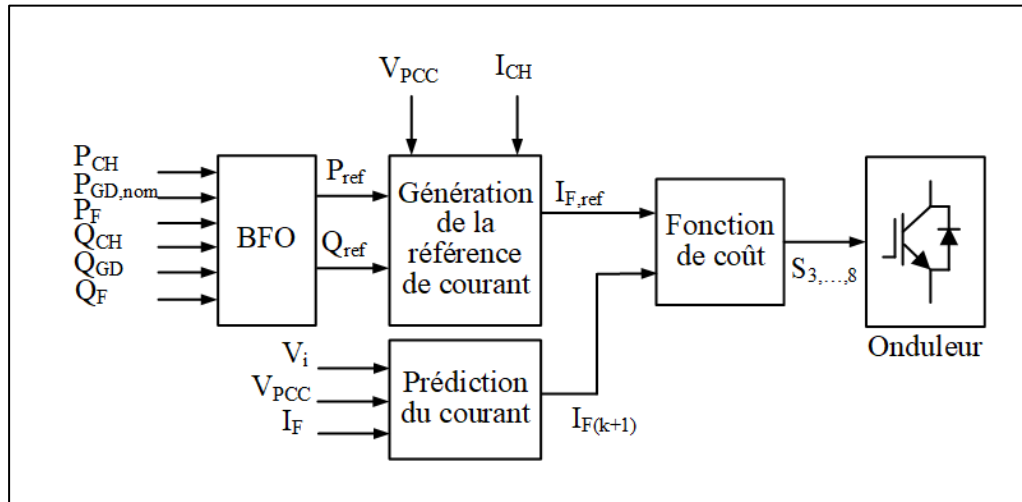 V_PCC
I_CH
P_CH
P_GD,nom
P_F
Q_CH
Q_GD
Q_F
BFO
P_ref
Q_ref
Génération
de la
référence
de courant
I_F,ref
Fonction
de coût
S_3,...,8
Onduleur
V_i
V_PCC
I_F
Prédiction
du courant
I_F(k+1)